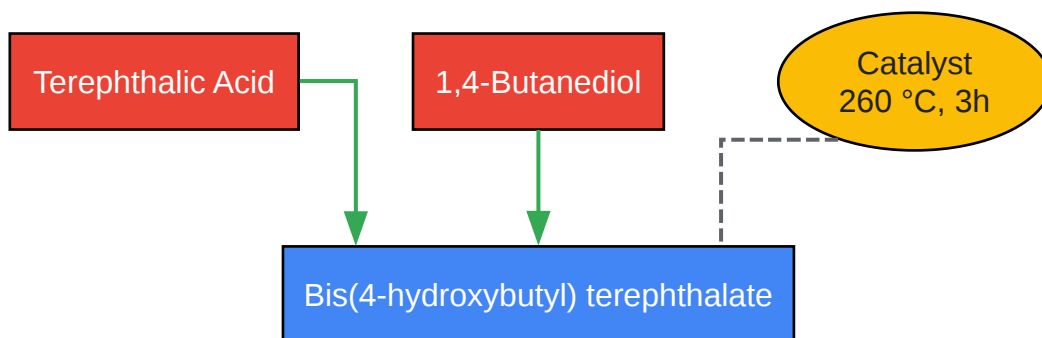 Terephthalic Acid
1,4-Butanediol
Catalyst
260 °C, 3h
Bis(4-hydroxybutyl) terephthalate